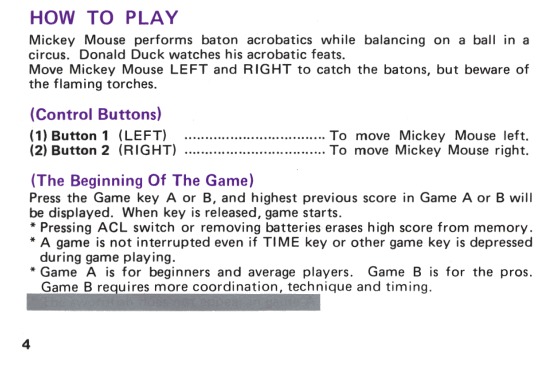 HOW TO PLAY
Mickey Mouse performs baton acrobatics while balancing on a ball in a
circus. Donald Duck watches his acrobatic feats.
Move Mickey Mouse LEFT and RIGHT to catch the batons, but beware of
the flaming torches.
(Control Buttons)
(1) Button 1 (LEFT) .................................. To move Mickey Mouse left.
(2) Button 2 (RIGHT) .................................. To move Mickey Mouse right.
(The Beginning Of The Game)
Press the Game key A or B, and highest previous score in Game A or B will
be displayed. When key is released, game starts.
* Pressing ACL switch or removing batteries erases high score from memory.
* A game is not interrupted even if TIME key or other game key is depressed
during game playing.
* Game A is for beginners and average players. Game B is for the pros.
Game B requires more coordination, technique and timing.
4